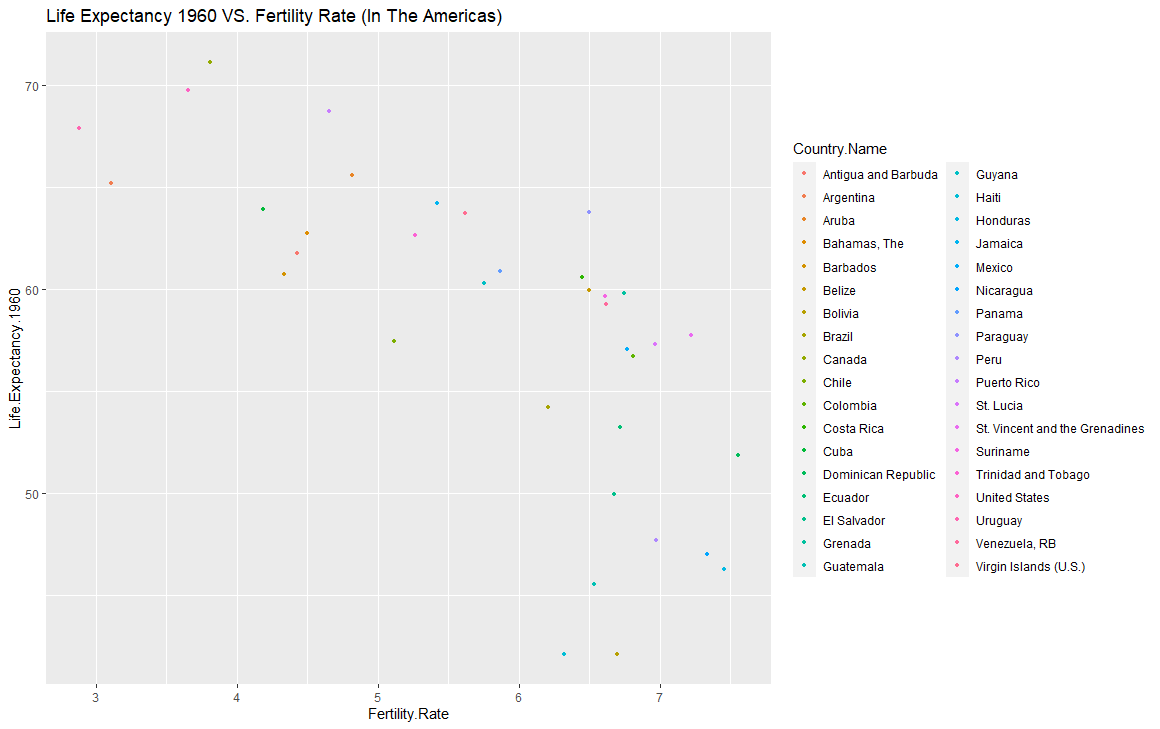 Life Expectancy 1960 VS. Fertility Rate (In The Americas)
Life.Expectancy.1960
70
60
50
3 4 5 6 7
Fertility.Rate
Country.Name
Antigua and Barbuda
Argentina
Aruba
Bahamas, The
Barbados
Belize
Bolivia
Brazil
Canada
Chile
Colombia
Costa Rica
Cuba
Dominican Republic
Ecuador
El Salvador
Grenada
Guatemala
Guyana
Haiti
Honduras
Jamaica
Mexico
Nicaragua
Panama
Paraguay
Peru
Puerto Rico
St. Lucia
St. Vincent and the Grenadines
Suriname
Trinidad and Tobago
United States
Uruguay
Venezuela, RB
Virgin Islands (U.S.)